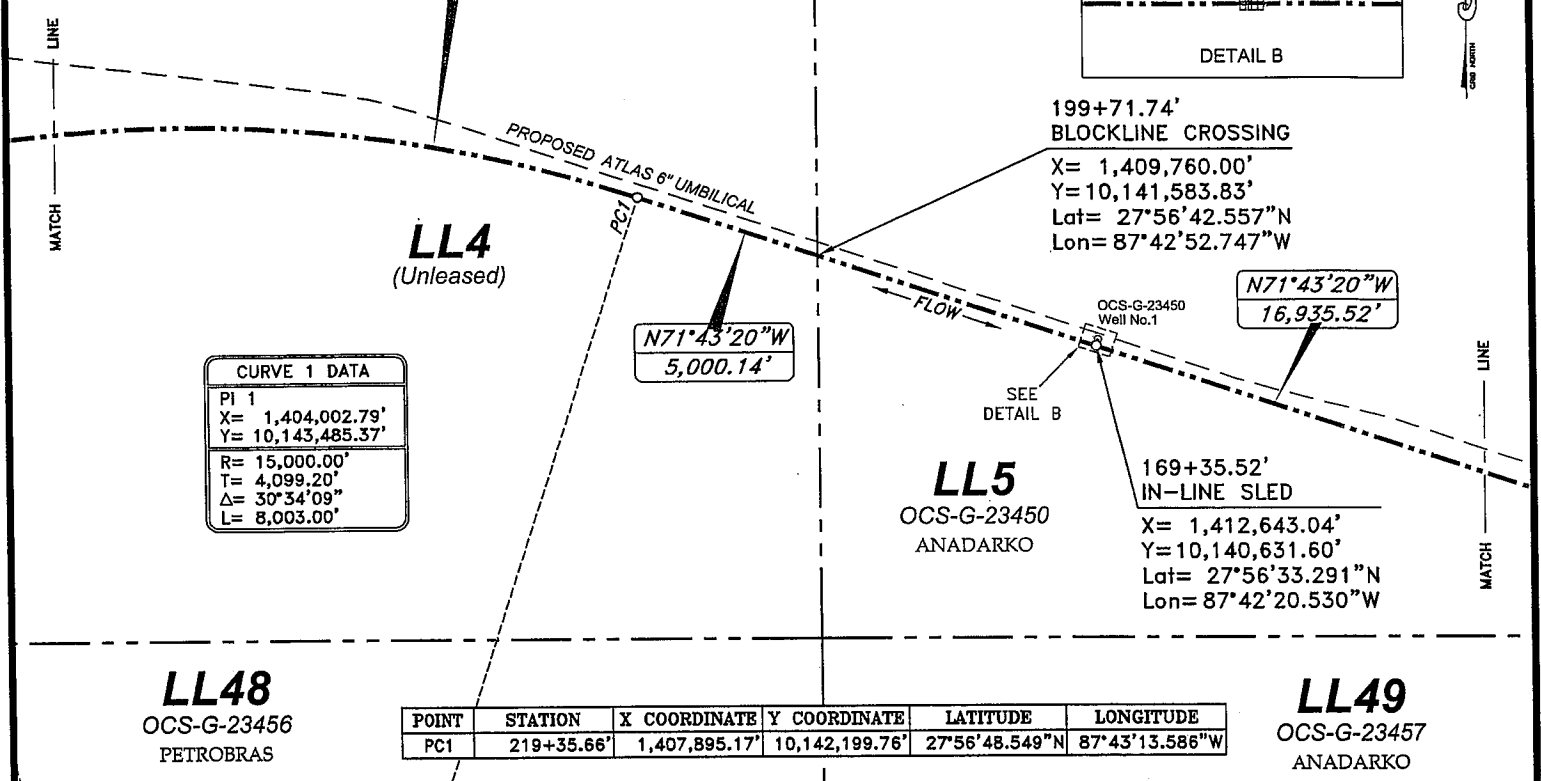 LINE
MATCH
DETAIL B
GRID NORTH
199+71.74'
BLOCKLINE CROSSING
X= 1,409,760.00'
Y=10,141,583.83'
Lat= 27°56'42.557"N
Lon= 87°42'52.747"W
PROPOSED ATLAS 6" UMBILICAL
PC1
LL4
(Unleased)
N71°43'20"W
5,000.14'
FLOW
OCS-G-23450
Well No.1
N71°43'20"W
16,935.52'
SEE
DETAIL B
LINE
MATCH
CURVE 1 DATA
PI 1
X= 1,404,002.79'
Y= 10,143,485.37'
R= 15,000.00'
T= 4,099.20'
Δ= 30°34'09"
L= 8,003.00'
LL5
OCS-G-23450
ANADARKO
169+35.52'
IN-LINE SLED
X= 1,412,643.04'
Y=10,140,631.60'
Lat= 27°56'33.291"N
Lon= 87°42'20.530"W
LL48
OCS-G-23456
PETROBRAS
POINT STATION X COORDINATE Y COORDINATE LATITUDE LONGITUDE
PC1 219+35.66' 1,407,895.17' 10,142,199.76' 27°56'48.549"N 87°43'13.586"W
LL49
OCS-G-23457
ANADARKO